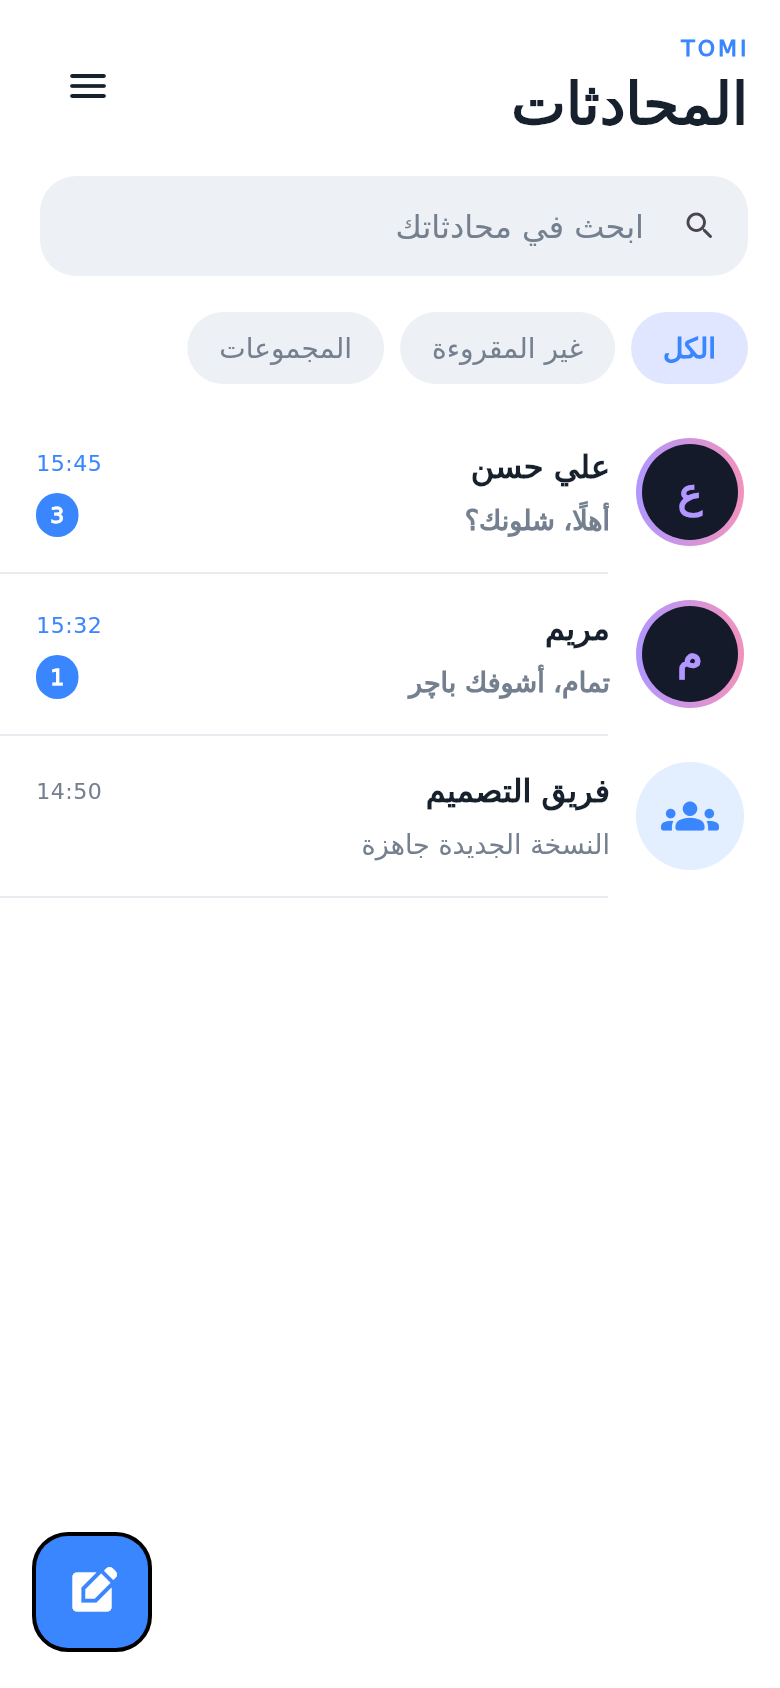 TOMI
المحادثات
ابحث في محادثاتك
الكل
غير المقروءة
المجموعات
ع
علي حسن
15:45
أهلًا، شلونك؟
3
م
مريم
15:32
تمام، أشوفك باچر
1
فريق التصميم
14:50
النسخة الجديدة جاهزة